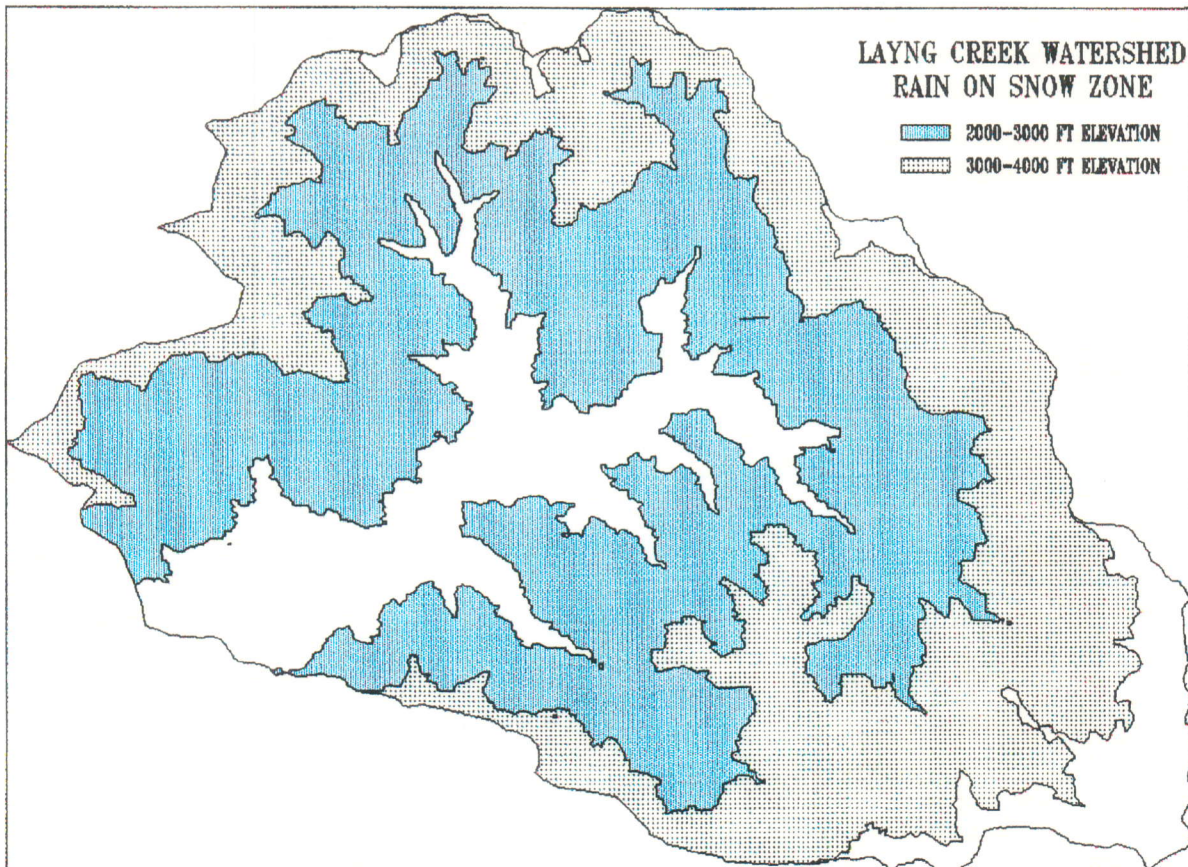 LAYNG CREEK WATERSHED
RAIN ON SNOW ZONE
2000-3000 FT ELEVATION
3000-4000 FT ELEVATION